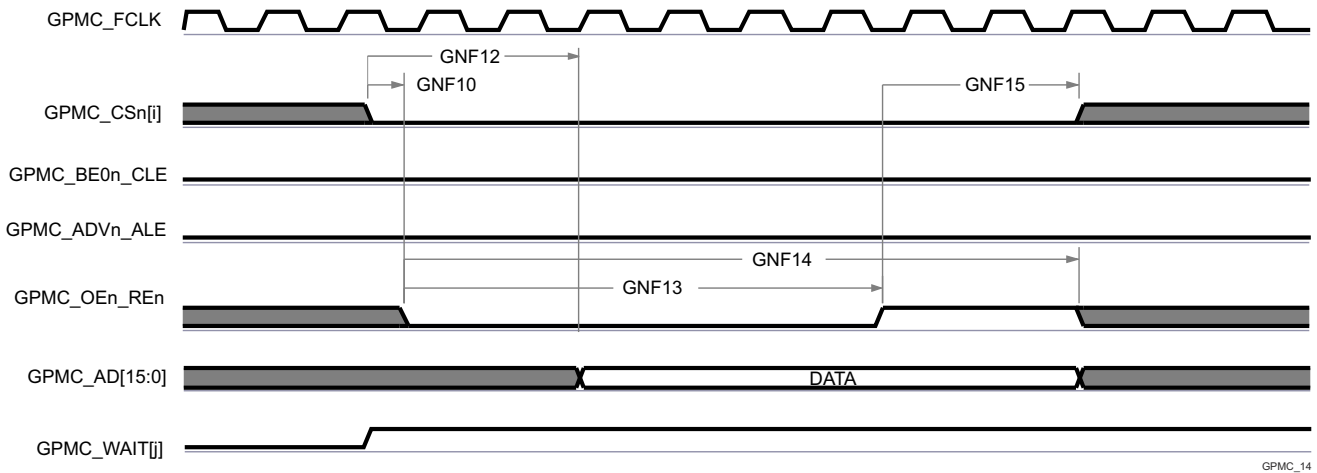 GPMC_FCLK
GNF12
GNF10
GNF15
GPMC_CSn[i]
GPMC_BE0n_CLE
GPMC_ADVn_ALE
GNF14
GNF13
GPMC_OEn_REn
GPMC_AD[15:0]
DATA
GPMC_WAIT[j]
GPMC_14